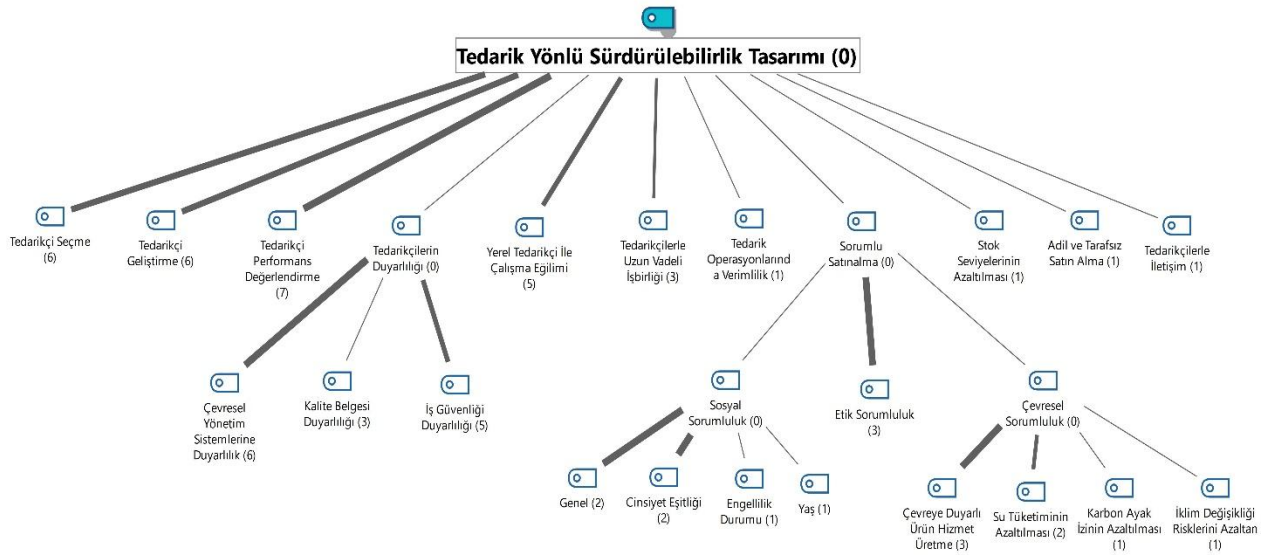 Tedarik Yönlü Sürdürülebilirlik Tasarımı (0)
Tedarikçi Seçme
(6)
Tedarikçi
Geliştirme (6)
Tedarikçi
Performans
Değerlendirme
(7)
Tedarikçilerin
Duyarlılığı (0)
Yerel Tedarikçi İle
Çalışma Eğilimi
(5)
Tedarikçilerle
Uzun Vadeli
İşbirliği (3)
Tedarik
Operasyonlarınd
a Verimlilik (1)
Sorumlu
Satınalma (0)
Stok
Seviyelerinin
Azaltılması (1)
Adil ve Tarafsız
Satın Alma (1)
Tedarikçilerle
İletişim (1)
Çevresel
Yönetim
Sistemlerine
Duyarlılık (6)
Kalite Belgesi
Duyarlılığı (3)
İş Güvenliği
Duyarlılığı (5)
Sosyal
Sorumluluk (0)
Etik Sorumluluk
(3)
Çevresel
Sorumluluk (0)
Genel (2)
Cinsiyet Eşitliği
(2)
Engellilik
Durumu (1)
Yaş (1)
Çevreye Duyarlı
Ürün Hizmet
Üretme (3)
Su Tüketiminin
Azaltılması (2)
Karbon Ayak
İzinin Azaltılması
(1)
İklim Değişikliği
Risklerini Azaltan
(1)